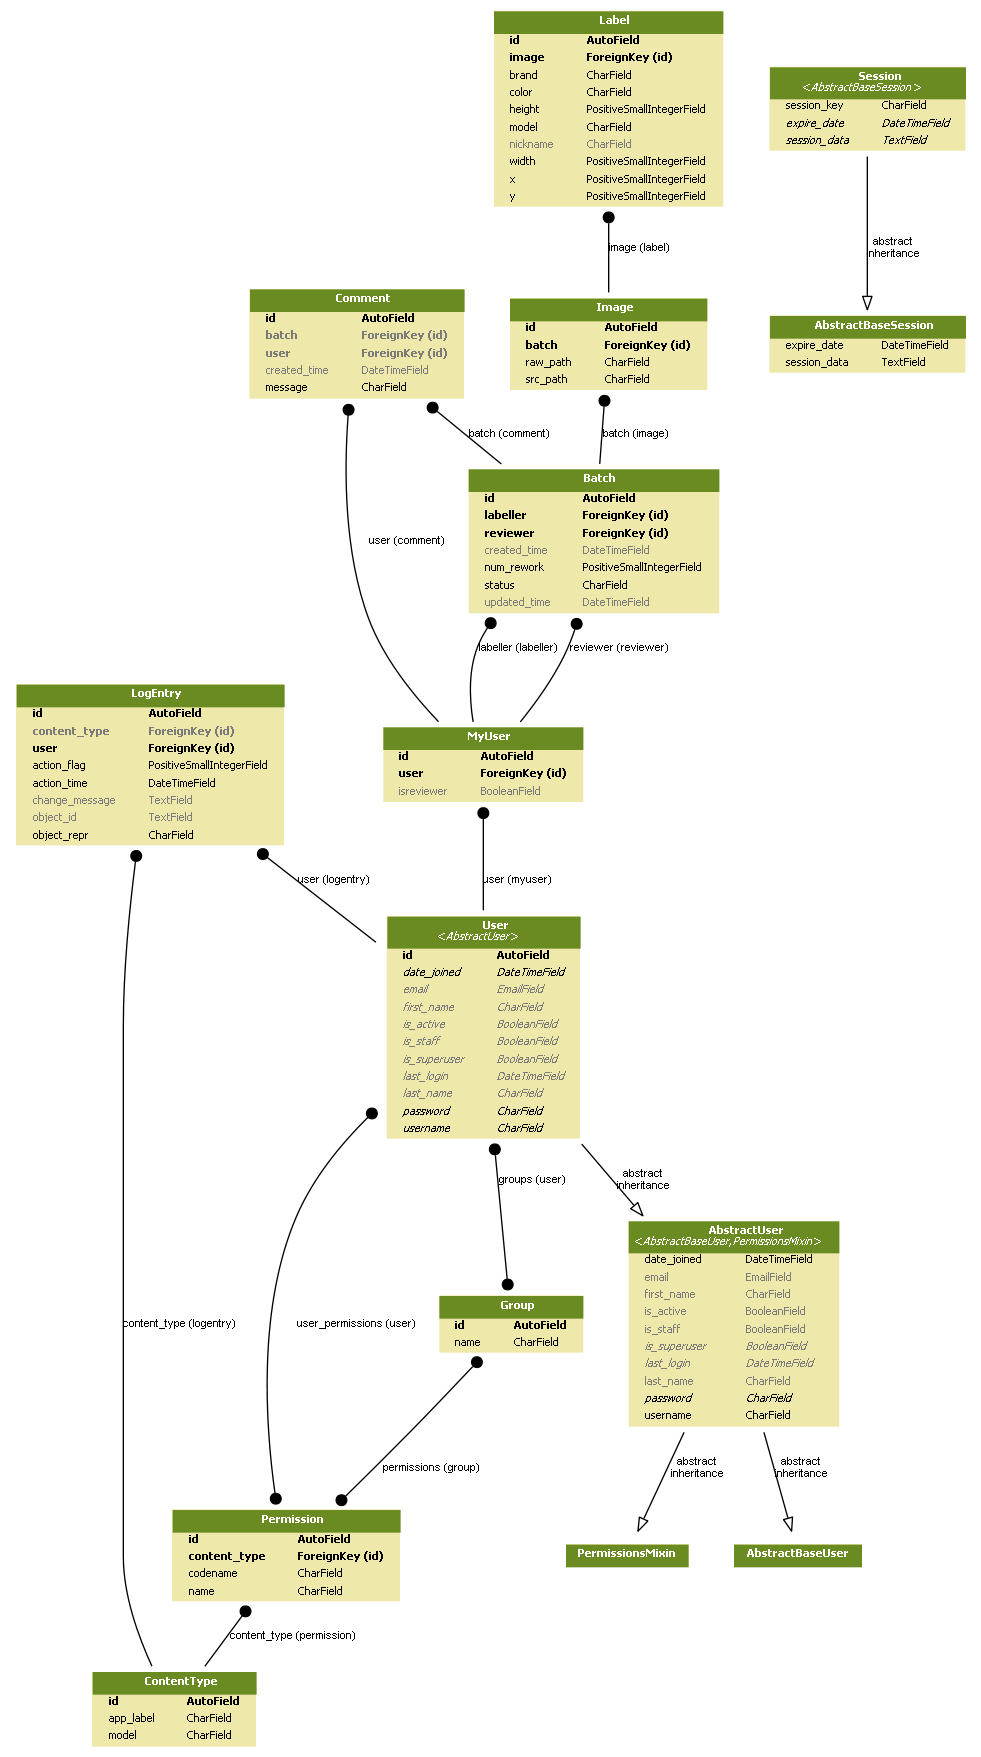 Label
id AutoField
image ForeignKey (id)
brand CharField
color CharField
height PositiveSmallIntegerField
model CharField
nickname CharField
width PositiveSmallIntegerField
x PositiveSmallIntegerField
y PositiveSmallIntegerField
Session
<AbstractBaseSession>
session_key CharField
expire_date DateTimeField
session_data TextField
image (label)
abstract
inheritance
Comment
id AutoField
batch ForeignKey (id)
user ForeignKey (id)
created_time DateTimeField
message CharField
Image
id AutoField
batch ForeignKey (id)
raw_path CharField
src_path CharField
AbstractBaseSession
expire_date DateTimeField
session_data TextField
batch (comment)
batch (image)
Batch
id AutoField
labeller ForeignKey (id)
reviewer ForeignKey (id)
created_time DateTimeField
num_rework PositiveSmallIntegerField
status CharField
updated_time DateTimeField
user (comment)
labeller (labeller)
reviewer (reviewer)
LogEntry
id AutoField
content_type ForeignKey (id)
user ForeignKey (id)
action_flag PositiveSmallIntegerField
action_time DateTimeField
change_message TextField
object_id TextField
object_repr CharField
MyUser
id AutoField
user ForeignKey (id)
isreviewer BooleanField
user (logentry)
user (myuser)
User
<AbstractUser>
id AutoField
date_joined DateTimeField
email EmailField
first_name CharField
is_active BooleanField
is_staff BooleanField
is_superuser BooleanField
last_login DateTimeField
last_name CharField
password CharField
username CharField
groups (user)
abstract
inheritance
AbstractUser
<AbstractBaseUser,PermissionsMixin>
date_joined DateTimeField
email EmailField
first_name CharField
is_active BooleanField
is_staff BooleanField
is_superuser BooleanField
last_login DateTimeField
last_name CharField
password CharField
username CharField
content_type (logentry)
user_permissions (user)
Group
id AutoField
name CharField
permissions (group)
abstract
inheritance
abstract
inheritance
Permission
id AutoField
content_type ForeignKey (id)
codename CharField
name CharField
PermissionsMixin
AbstractBaseUser
content_type (permission)
ContentType
id AutoField
app_label CharField
model CharField